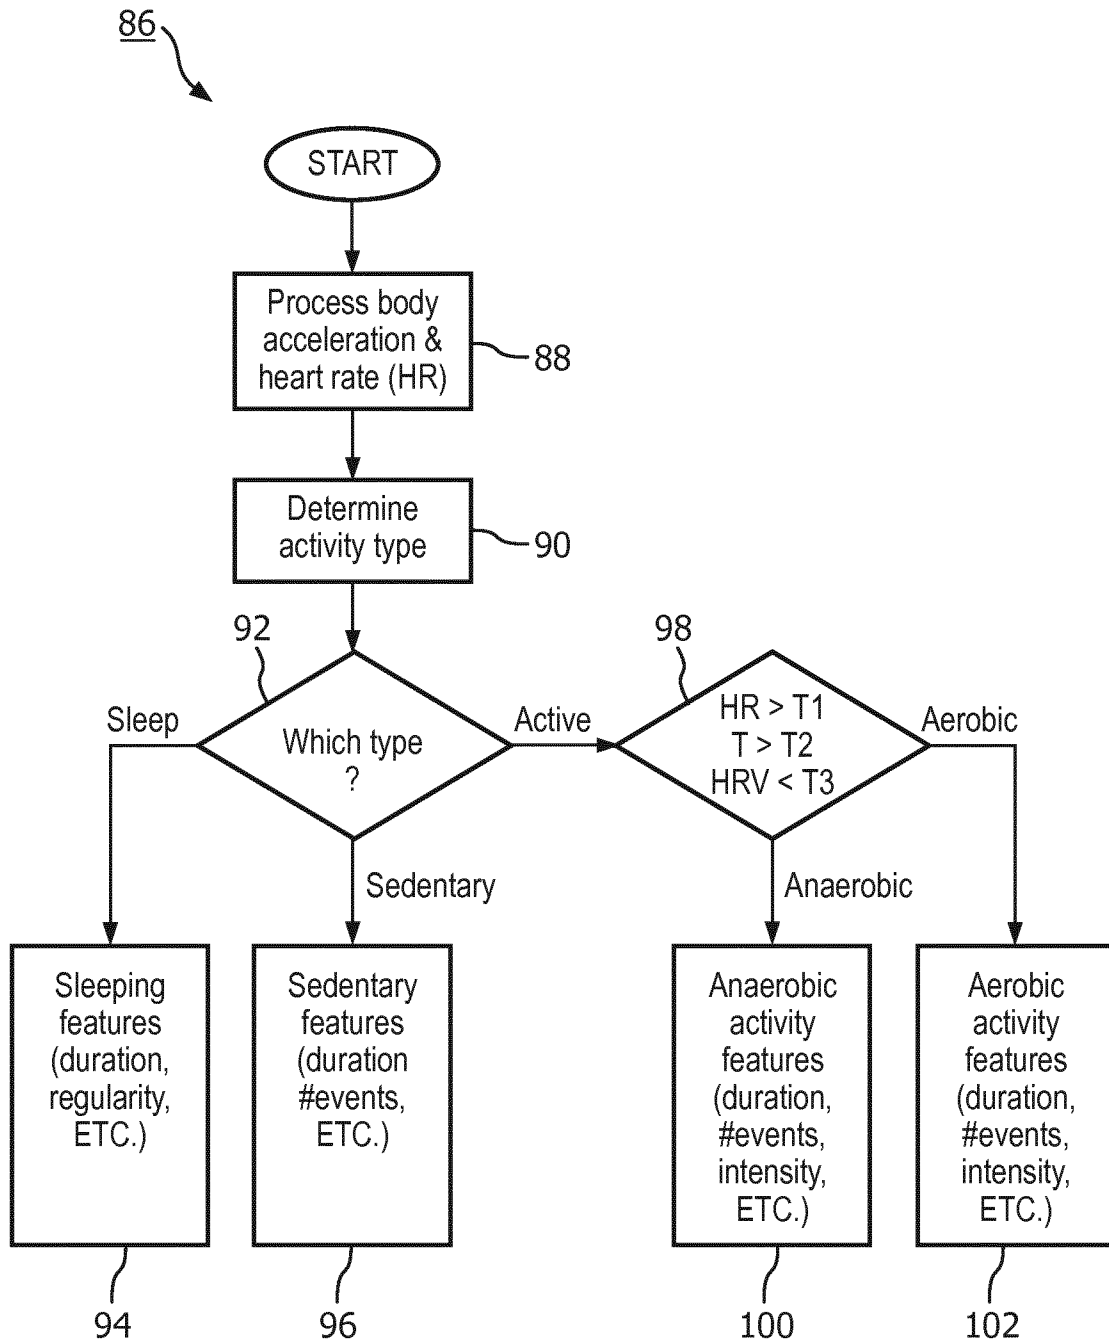 86
START
Process body
acceleration &
heart rate (HR)
88
Determine
activity type
90
92
98
Sleep
Which type
?
Active
HR > T1
T > T2
HRV < T3
Aerobic
Sedentary
Anaerobic
Sleeping
features
(duration,
regularity,
ETC.)
Sedentary
features
(duration
#events,
ETC.)
Anaerobic
activity
features
(duration,
#events,
intensity,
ETC.)
Aerobic
activity
features
(duration,
#events,
intensity,
ETC.)
94
96
100
102